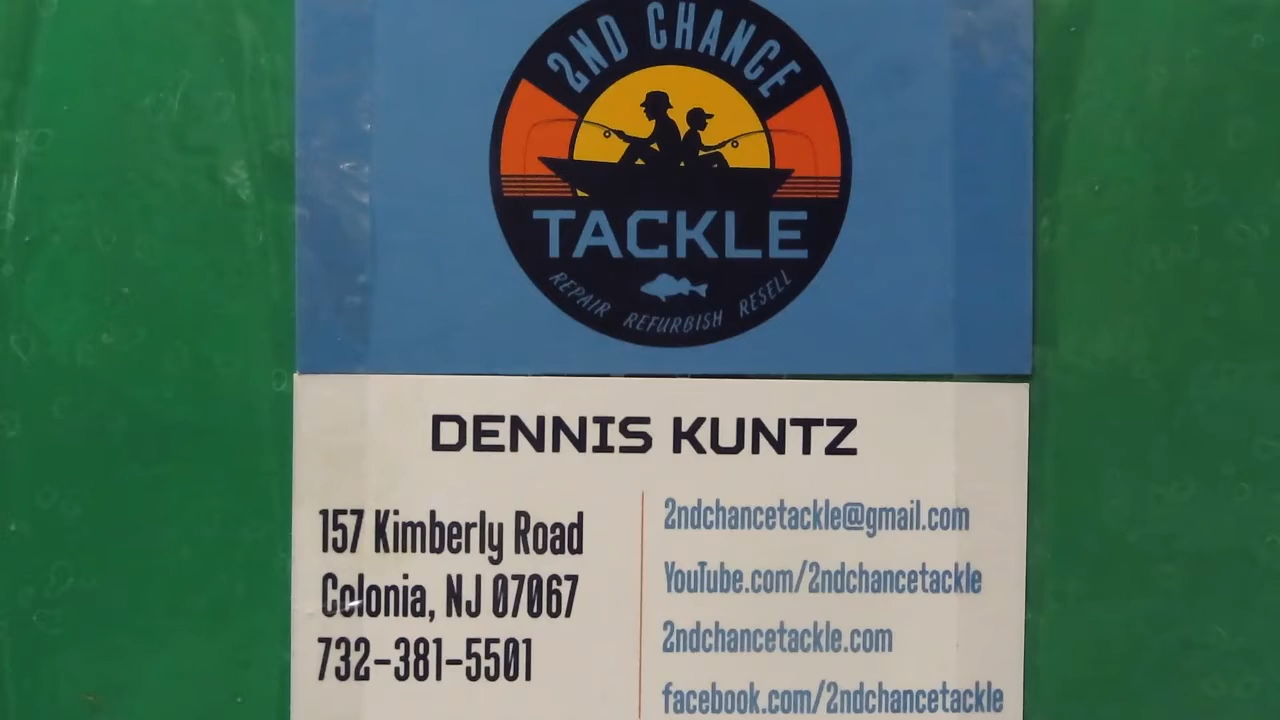 2ND CHANCE
TACKLE
REPAIR REFURBISH RESELL
DENNIS KUNTZ
157 Kimberly Road
Colonia, NJ 07067
732-381-5501
2ndchancetackle@gmail.com
YouTube.com/2ndchancetackle
2ndchancetackle.com
facebook.com/2ndchancetackle